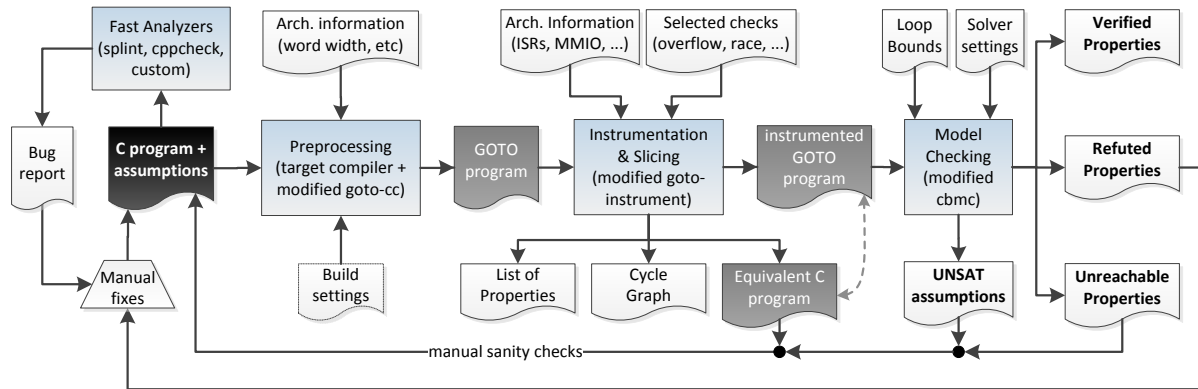 Fast Analyzers
(splint, cppcheck,
custom)
Arch. information
(word width, etc)
Arch. Information
(ISRs, MMIO, ...)
Selected checks
(overflow, race, ...)
Loop
Bounds
Solver
settings
Verified
Properties
Bug
report
C program +
assumptions
Preprocessing
(target compiler +
modified goto-cc)
GOTO
program
Instrumentation
& Slicing
(modified goto-
instrument)
instrumented
GOTO
program
Model
Checking
(modified
cbmc)
Refuted
Properties
Manual
fixes
Build
settings
List of
Properties
Cycle
Graph
Equivalent C
program
UNSAT
assumptions
Unreachable
Properties
manual sanity checks